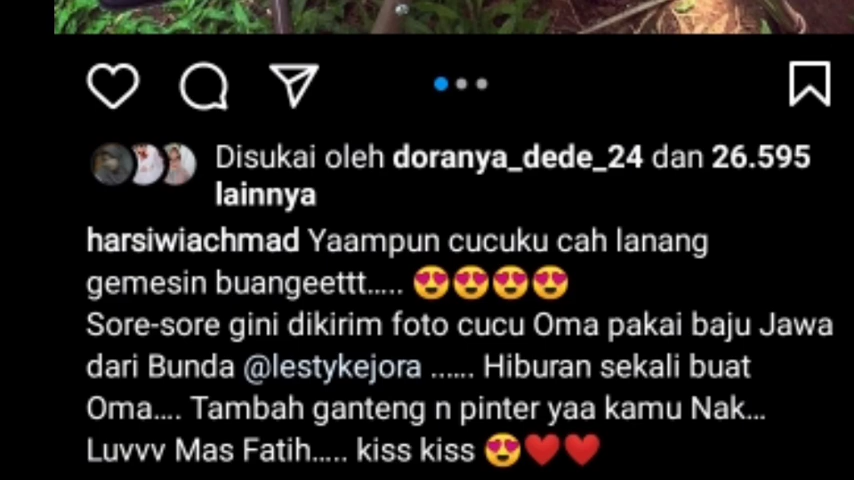 Disukai oleh doranya_dede_24 dan 26.595
lainnya
harsiwiachmad Yaampun cucuku cah lanang
gemesin buangeettt..... 😍😍😍😍
Sore-sore gini dikirim foto cucu Oma pakai baju Jawa
dari Bunda @lestykejora ...... Hiburan sekali buat
Oma.... Tambah ganteng n pinter yaa kamu Nak...
Luvvv Mas Fatih..... kiss kiss 😍❤️❤️